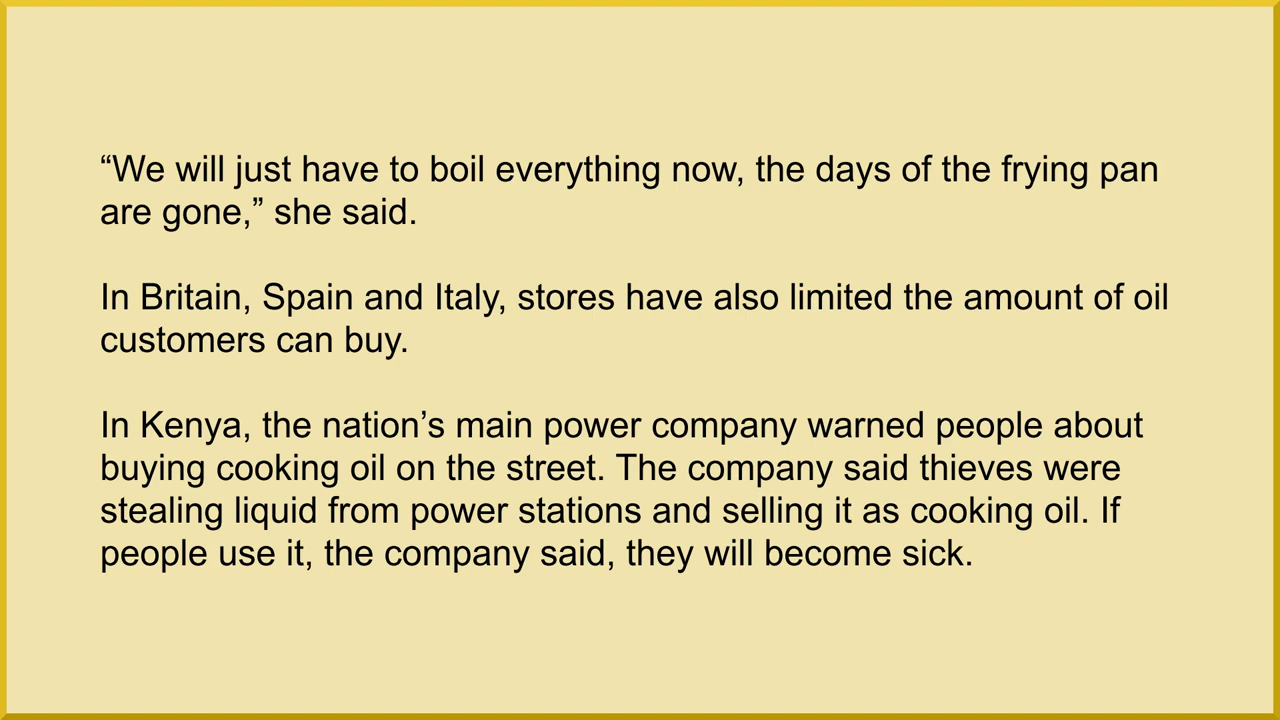 “We will just have to boil everything now, the days of the frying pan
are gone,” she said.
In Britain, Spain and Italy, stores have also limited the amount of oil
customers can buy.
In Kenya, the nation’s main power company warned people about
buying cooking oil on the street. The company said thieves were
stealing liquid from power stations and selling it as cooking oil. If
people use it, the company said, they will become sick.